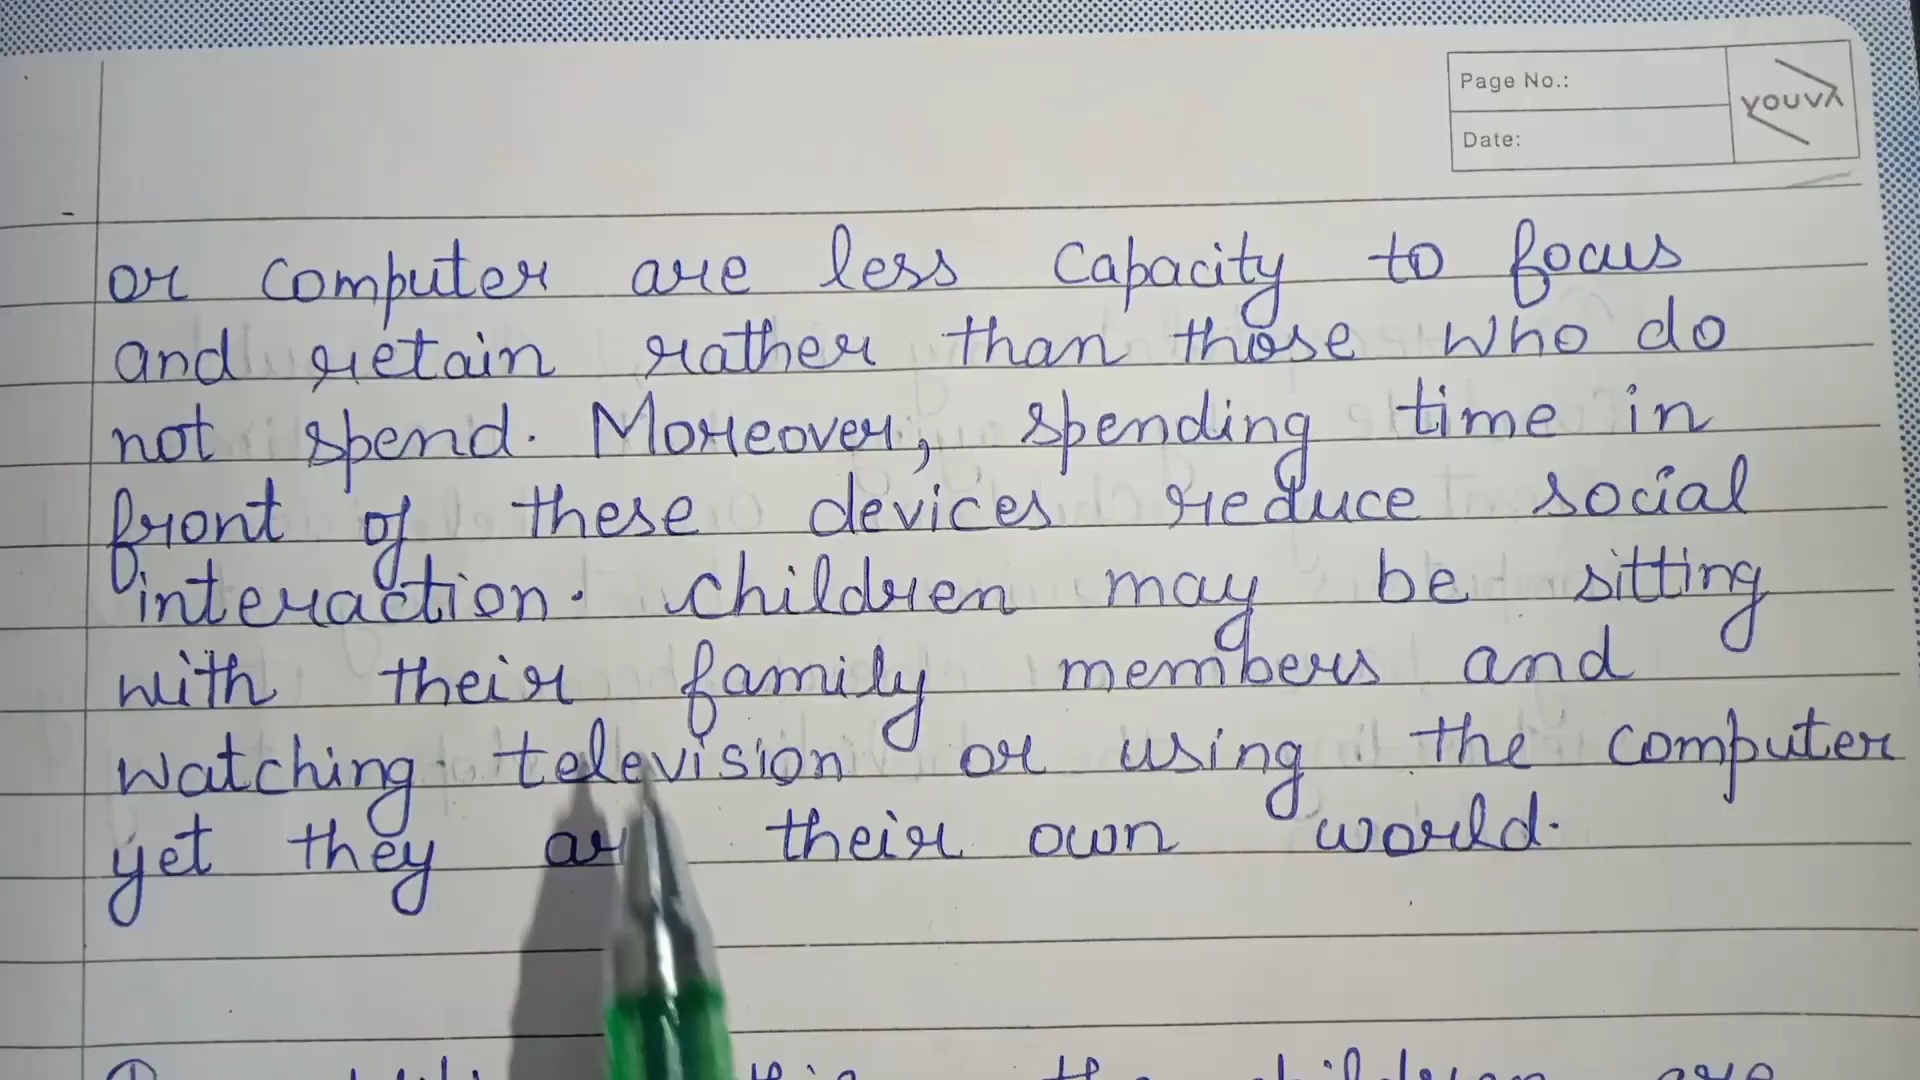 Page No.:
Date:
youva
or computer are less capacity to focus
and retain rather than those who do
not spend. Moreover, spending time in
front of these devices reduce social
interaction. children may be sitting
with their family members and
watching television or using the computer
yet they their own world.